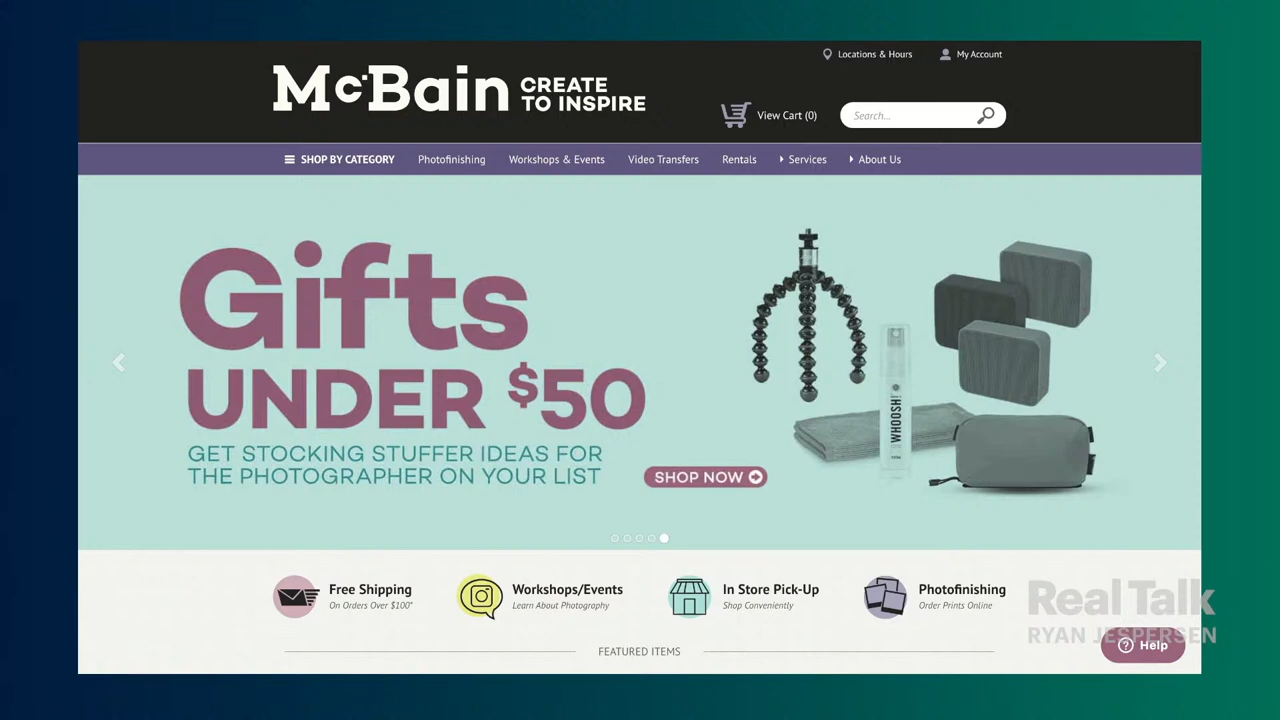 Locations & Hours
My Account
McBain CREATE TO INSPIRE
View Cart (0)
Search...
SHOP BY CATEGORY
Photofinishing
Workshops & Events
Video Transfers
Rentals
Services
About Us
Gifts
UNDER $50
GET STOCKING STUFFER IDEAS FOR
THE PHOTOGRAPHER ON YOUR LIST
SHOP NOW
WHOOSH!
Free Shipping
On Orders Over $100*
Workshops/Events
Learn About Photography
In Store Pick-Up
Shop Conveniently
Photofinishing
Order Prints Online
Real Talk
RYAN JESPERSEN
Help
FEATURED ITEMS